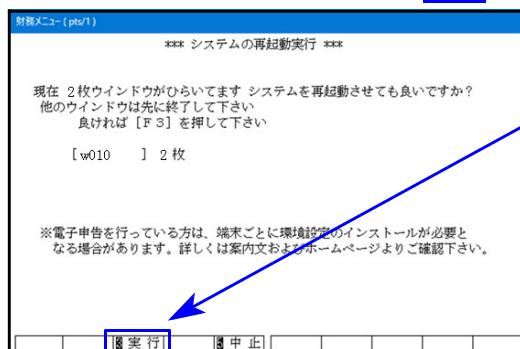 財務メニュー ( pts/1 )
*** システムの再起動実行 ***
現在 2枚ウインドウがひらいてます システムを再起動させても良いですか？
他のウインドウは先に終了して下さい
良ければ [F3] を押して下さい
[w010 ] 2枚
※電子申告を行っている方は、端末ごとに環境設定のインストールが必要と
なる場合があります。詳しくは案内文およびホームページよりご確認下さい。
実行 中止